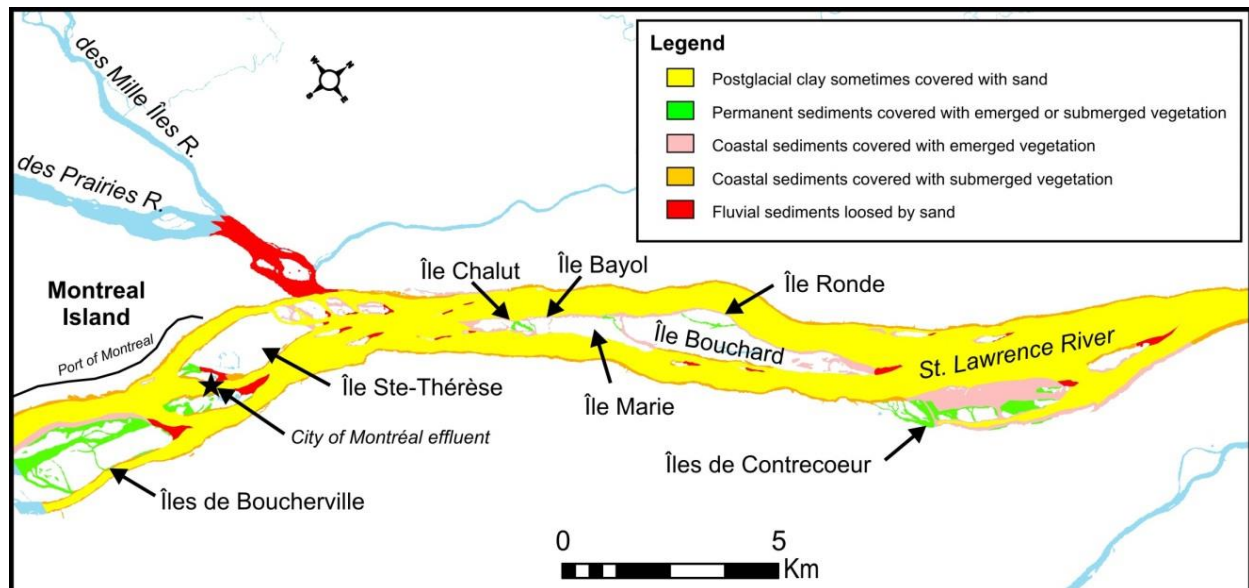 des Mille Îles R.
des Prairies R.
Legend
Postglacial clay sometimes covered with sand
Permanent sediments covered with emerged or submerged vegetation
Coastal sediments covered with emerged vegetation
Coastal sediments covered with submerged vegetation
Fluvial sediments loosed by sand
Île Chalut
Île Bayol
Île Ronde
Montreal
Island
Port of Montreal
Île Bouchard
St. Lawrence River
Île Ste-Thérèse
Île Marie
City of Montréal effluent
Îles de Contrecoeur
Îles de Boucherville
0
5
Km